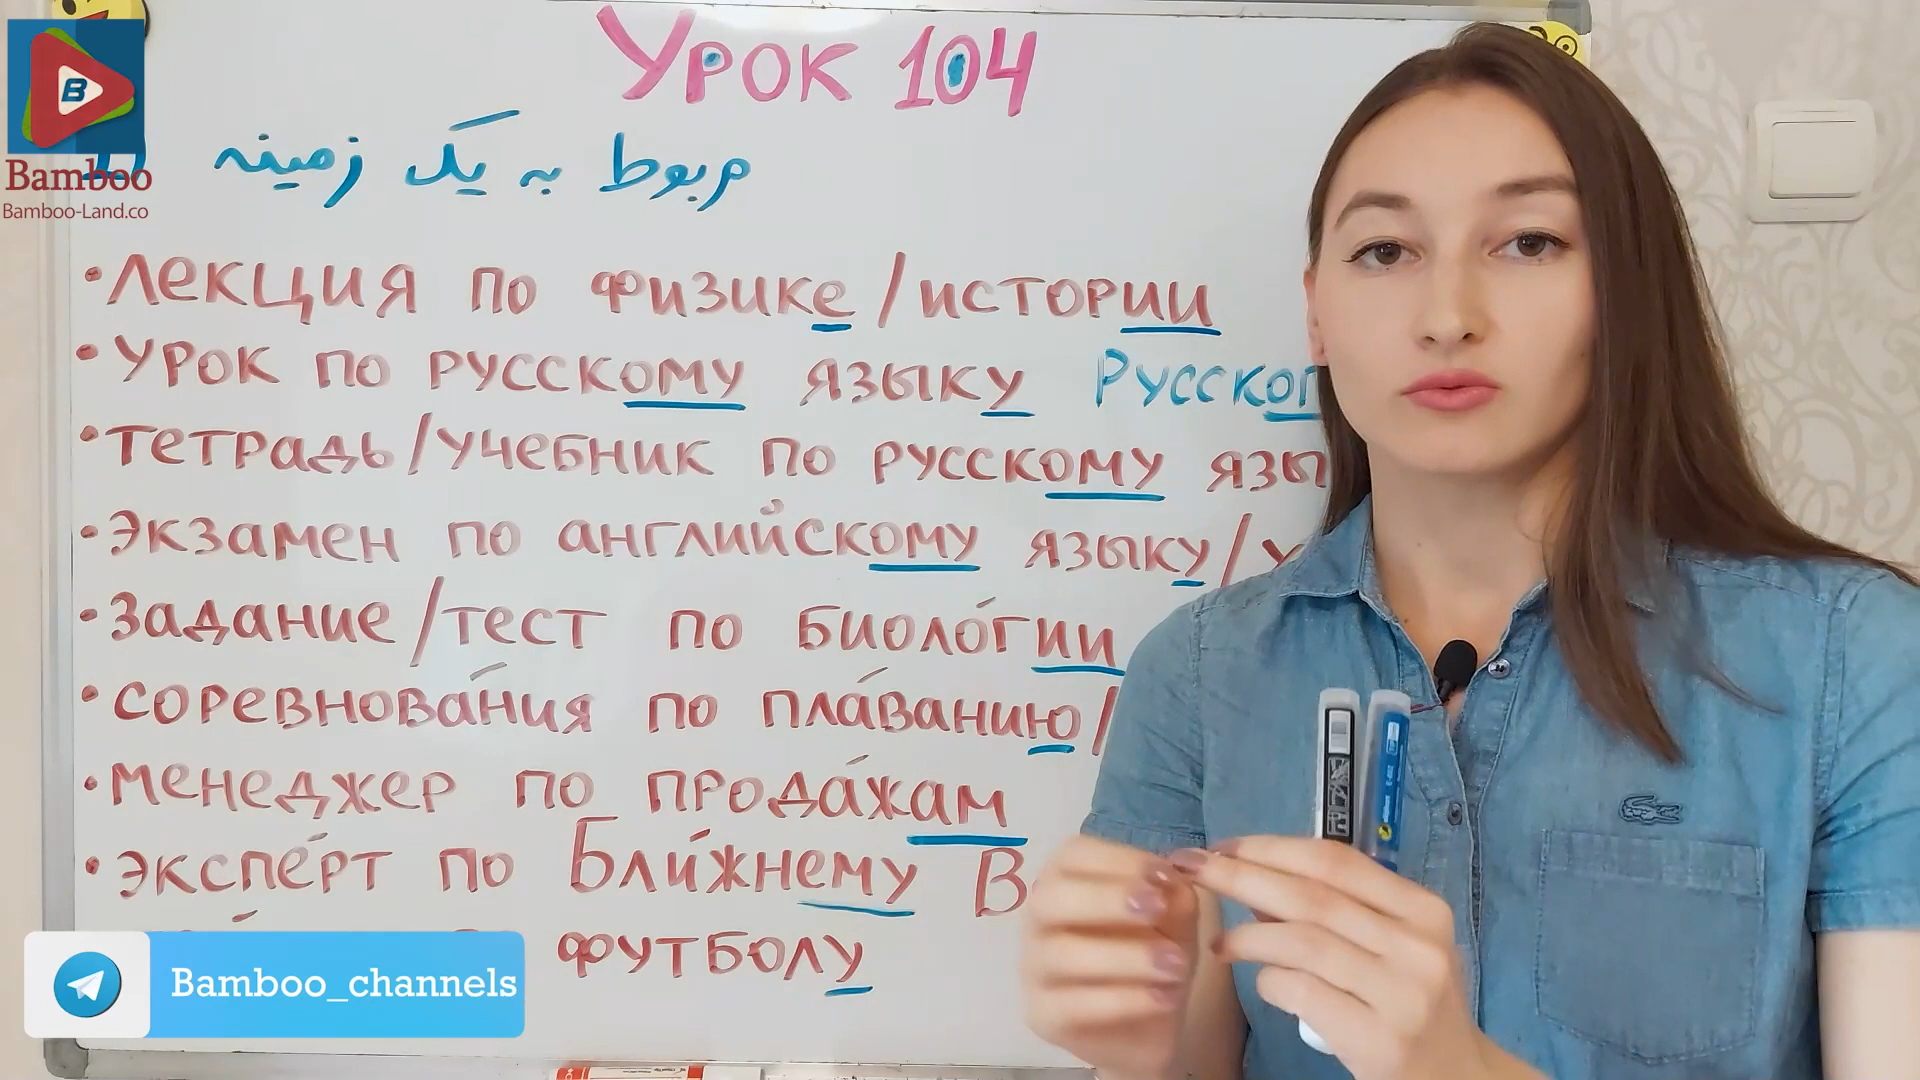 Урок 104
مربوط به یک زمینه
B
Bamboo
Bamboo-Land.co
• лекция по физике / истории
• урок по русскому языку Русског
• тетрадь/учебник по русскому язы
• экзамен по английскому языку/
• задание/тест по биологии
• соревнования по плаванию/
• менеджер по продажам
• эксперт по Ближнему В
футболу
Bamboo_channels